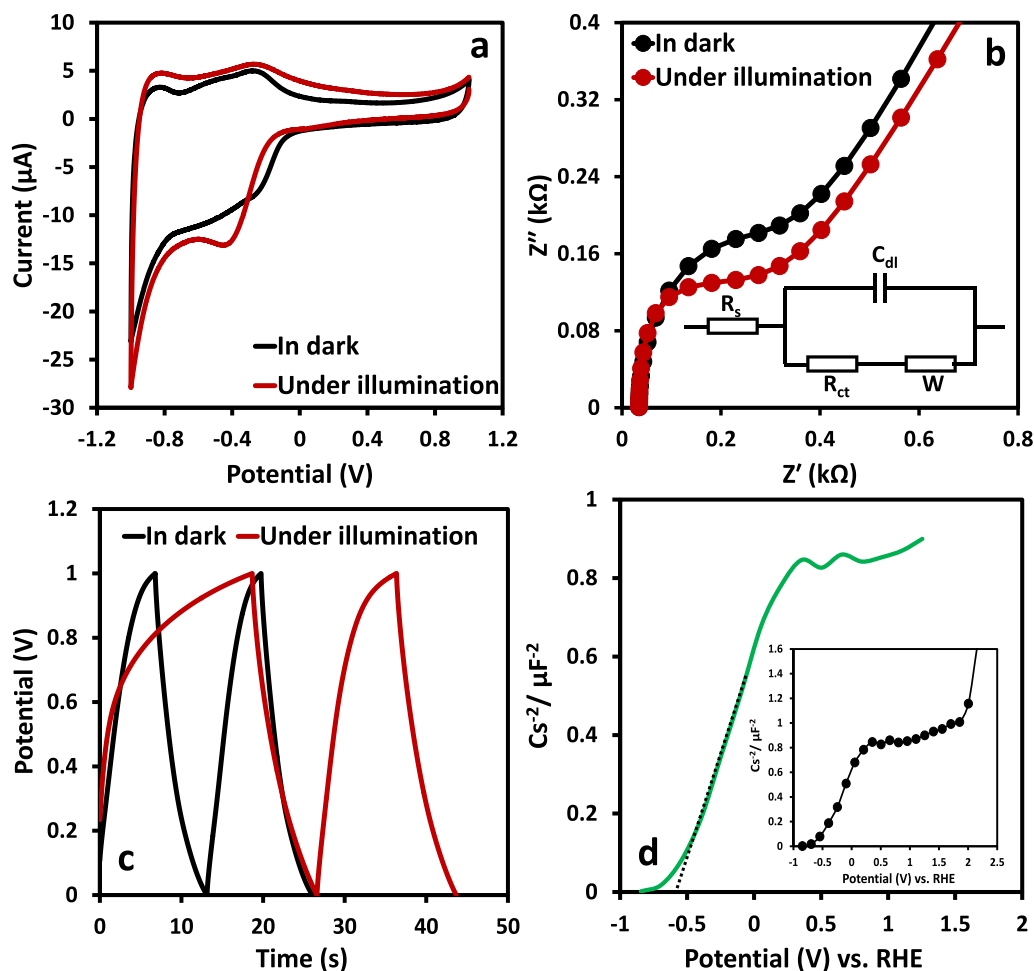 a
Current (µA)
10
5
0
-5
-10
-15
-20
-25
-30
In dark
Under illumination
-1.2 -0.8 -0.4 0 0.4 0.8 1.2
Potential (V)
b
Z′′ (kΩ)
0.4
0.32
0.24
0.16
0.08
0
In dark
Under illumination
C_dl
R_s
R_ct W
0 0.2 0.4 0.6 0.8
Z′ (kΩ)
c
Potential (V)
1.2
1
0.8
0.6
0.4
0.2
0
In dark Under illumination
0 10 20 30 40 50
Time (s)
d
Cs⁻²/ µF⁻²
1
0.8
0.6
0.4
0.2
0
-1 -0.5 0 0.5 1 1.5 2
Potential (V) vs. RHE
Cs⁻²/ µF⁻²
1.6
1.4
1.2
1
0.8
0.6
0.4
0.2
0
-1 -0.5 0 0.5 1 1.5 2 2.5
Potential (V) vs. RHE